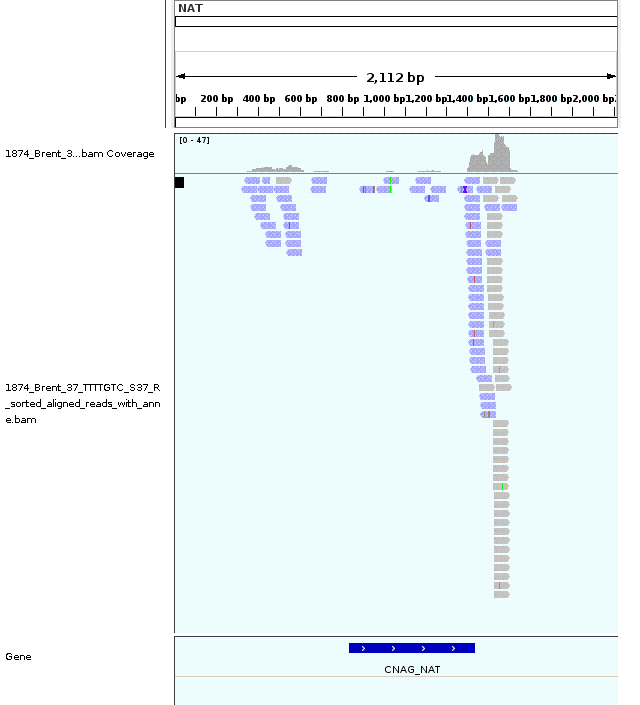 NAT
2,112 bp
bp 200 bp 400 bp 600 bp 800 bp 1,000 bp 1,200 bp 1,400 bp 1,600 bp 1,800 bp 2,000 bp
[0 - 47]
1874_Brent_3...bam Coverage
1874_Brent_37_TTTTGTC_S37_R
_sorted_aligned_reads_with_ann
e.bam
Gene
CNAG_NAT